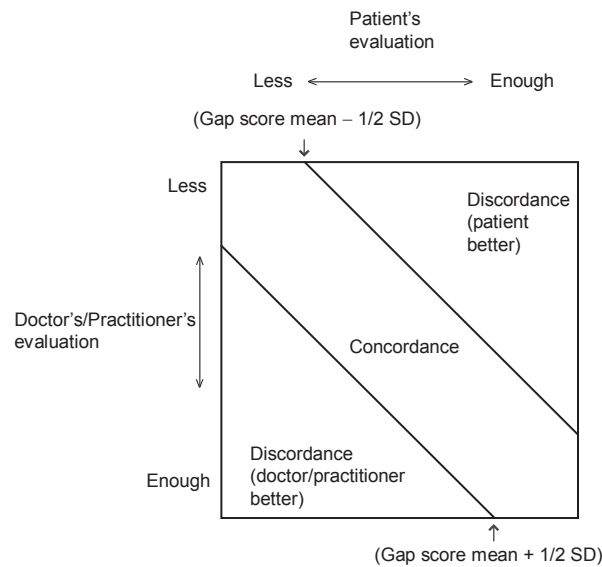 Patient's
evaluation
Less
Enough
(Gap score mean – 1/2 SD)
Less
Discordance
(patient
better)
Doctor's/Practitioner's
evaluation
Concordance
Discordance
(doctor/practitioner
better)
Enough
(Gap score mean + 1/2 SD)